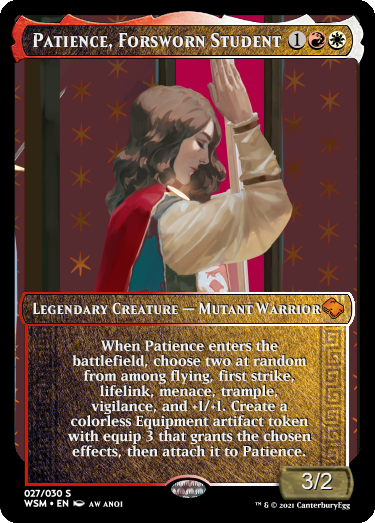 Patience, Forsworn Student 1
Legendary Creature — Mutant Warrior
When Patience enters the
battlefield, choose two at random
from among flying, first strike,
lifelink, menace, trample,
vigilance, and +1/+1. Create a
colorless Equipment artifact token
with equip 3 that grants the chosen
effects, then attach it to Patience.
3/2
027/030 S
WSM • EN AW ANOI
™ & © 2021 CanterburyEgg